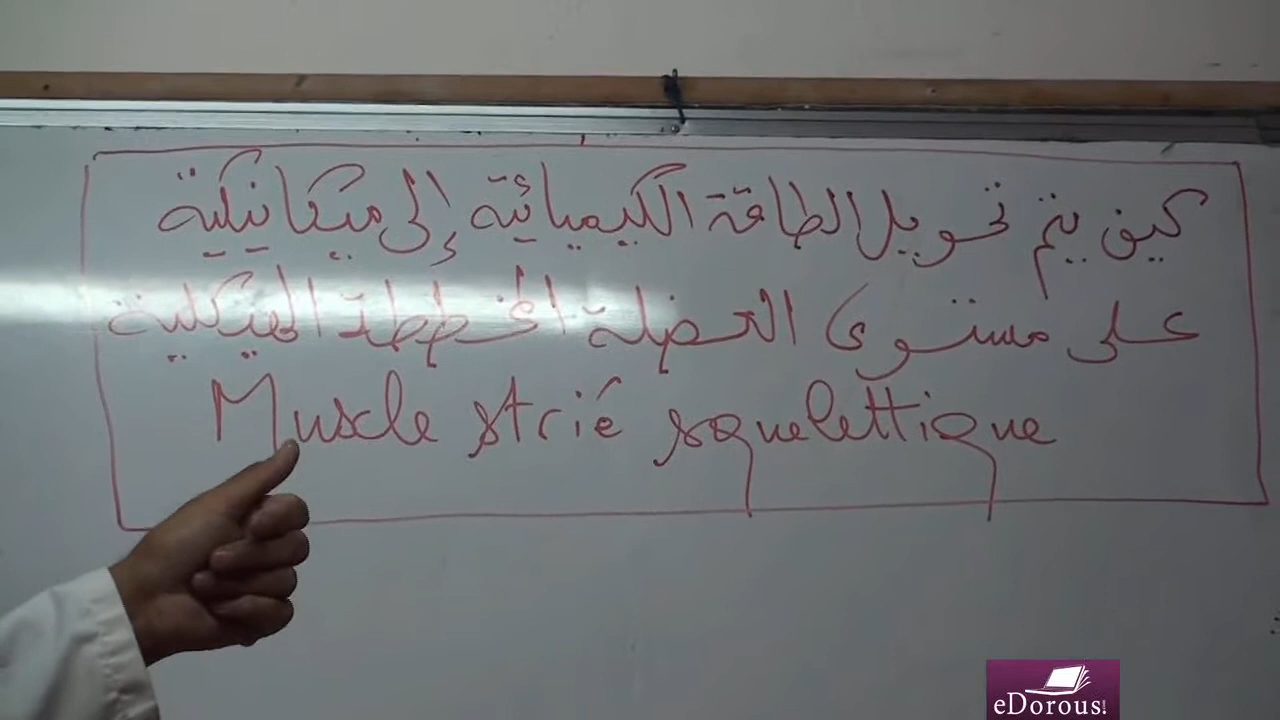 كيف يتم تحويل الطاقة الكيميائية إلى ميكانيكية
على مستوى العضلة المخططة الهيكلية
Muscle strié squelettique
eDorous!